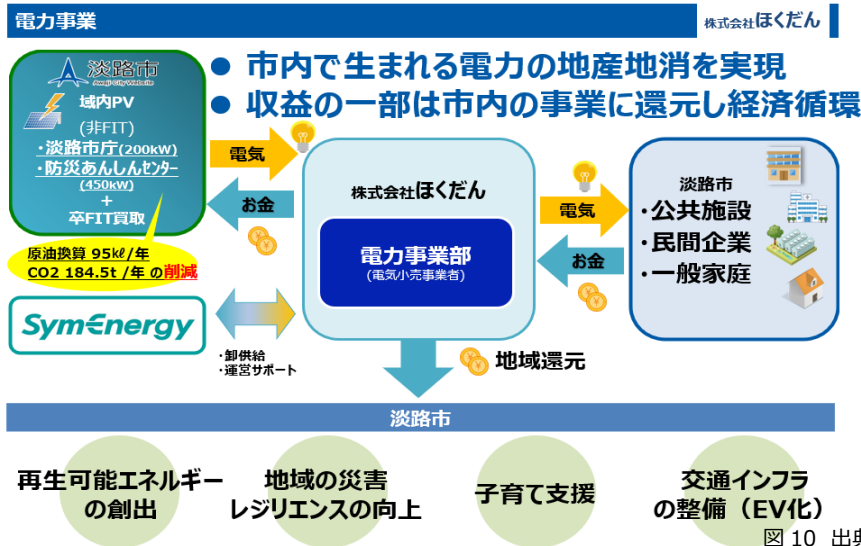 電力事業
株式会社ほくだん
● 市内で生まれる電力の地産地消を実現
● 収益の一部は市内の事業に還元し経済循環
淡路市
Awaji-City Website
域内PV
(非FIT)
・淡路市庁(200kW)
・防災あんしんセンター
(450kW)
+
卒FIT買取
原油換算 95㎘/年
CO2 184.5t /年 の削減
電気
お金
株式会社ほくだん
電力事業部
(電気小売事業者)
電気
お金
淡路市
・公共施設
・民間企業
・一般家庭
SymEnergy
・卸供給
・運営サポート
地域還元
淡路市
再生可能エネルギー
の創出
地域の災害
レジリエンスの向上
子育て支援
交通インフラ
の整備（EV化）
図 10 出典